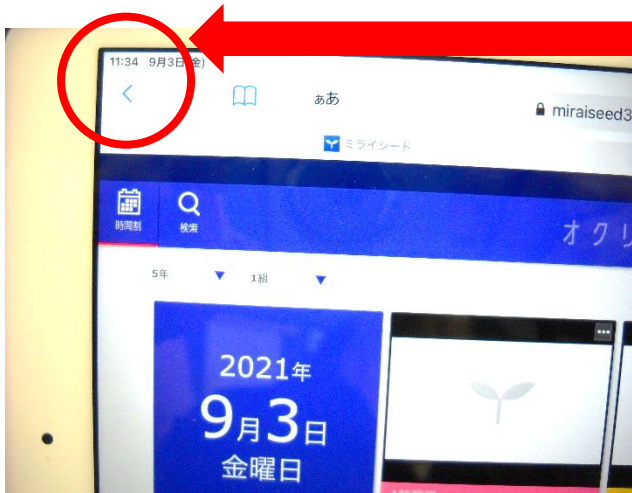 11:34 9月3日(金)
ぁあ
miraiseed3
ミライシード
時間割
検索
オクリ
5年
1組
2021年
9月3日
金曜日